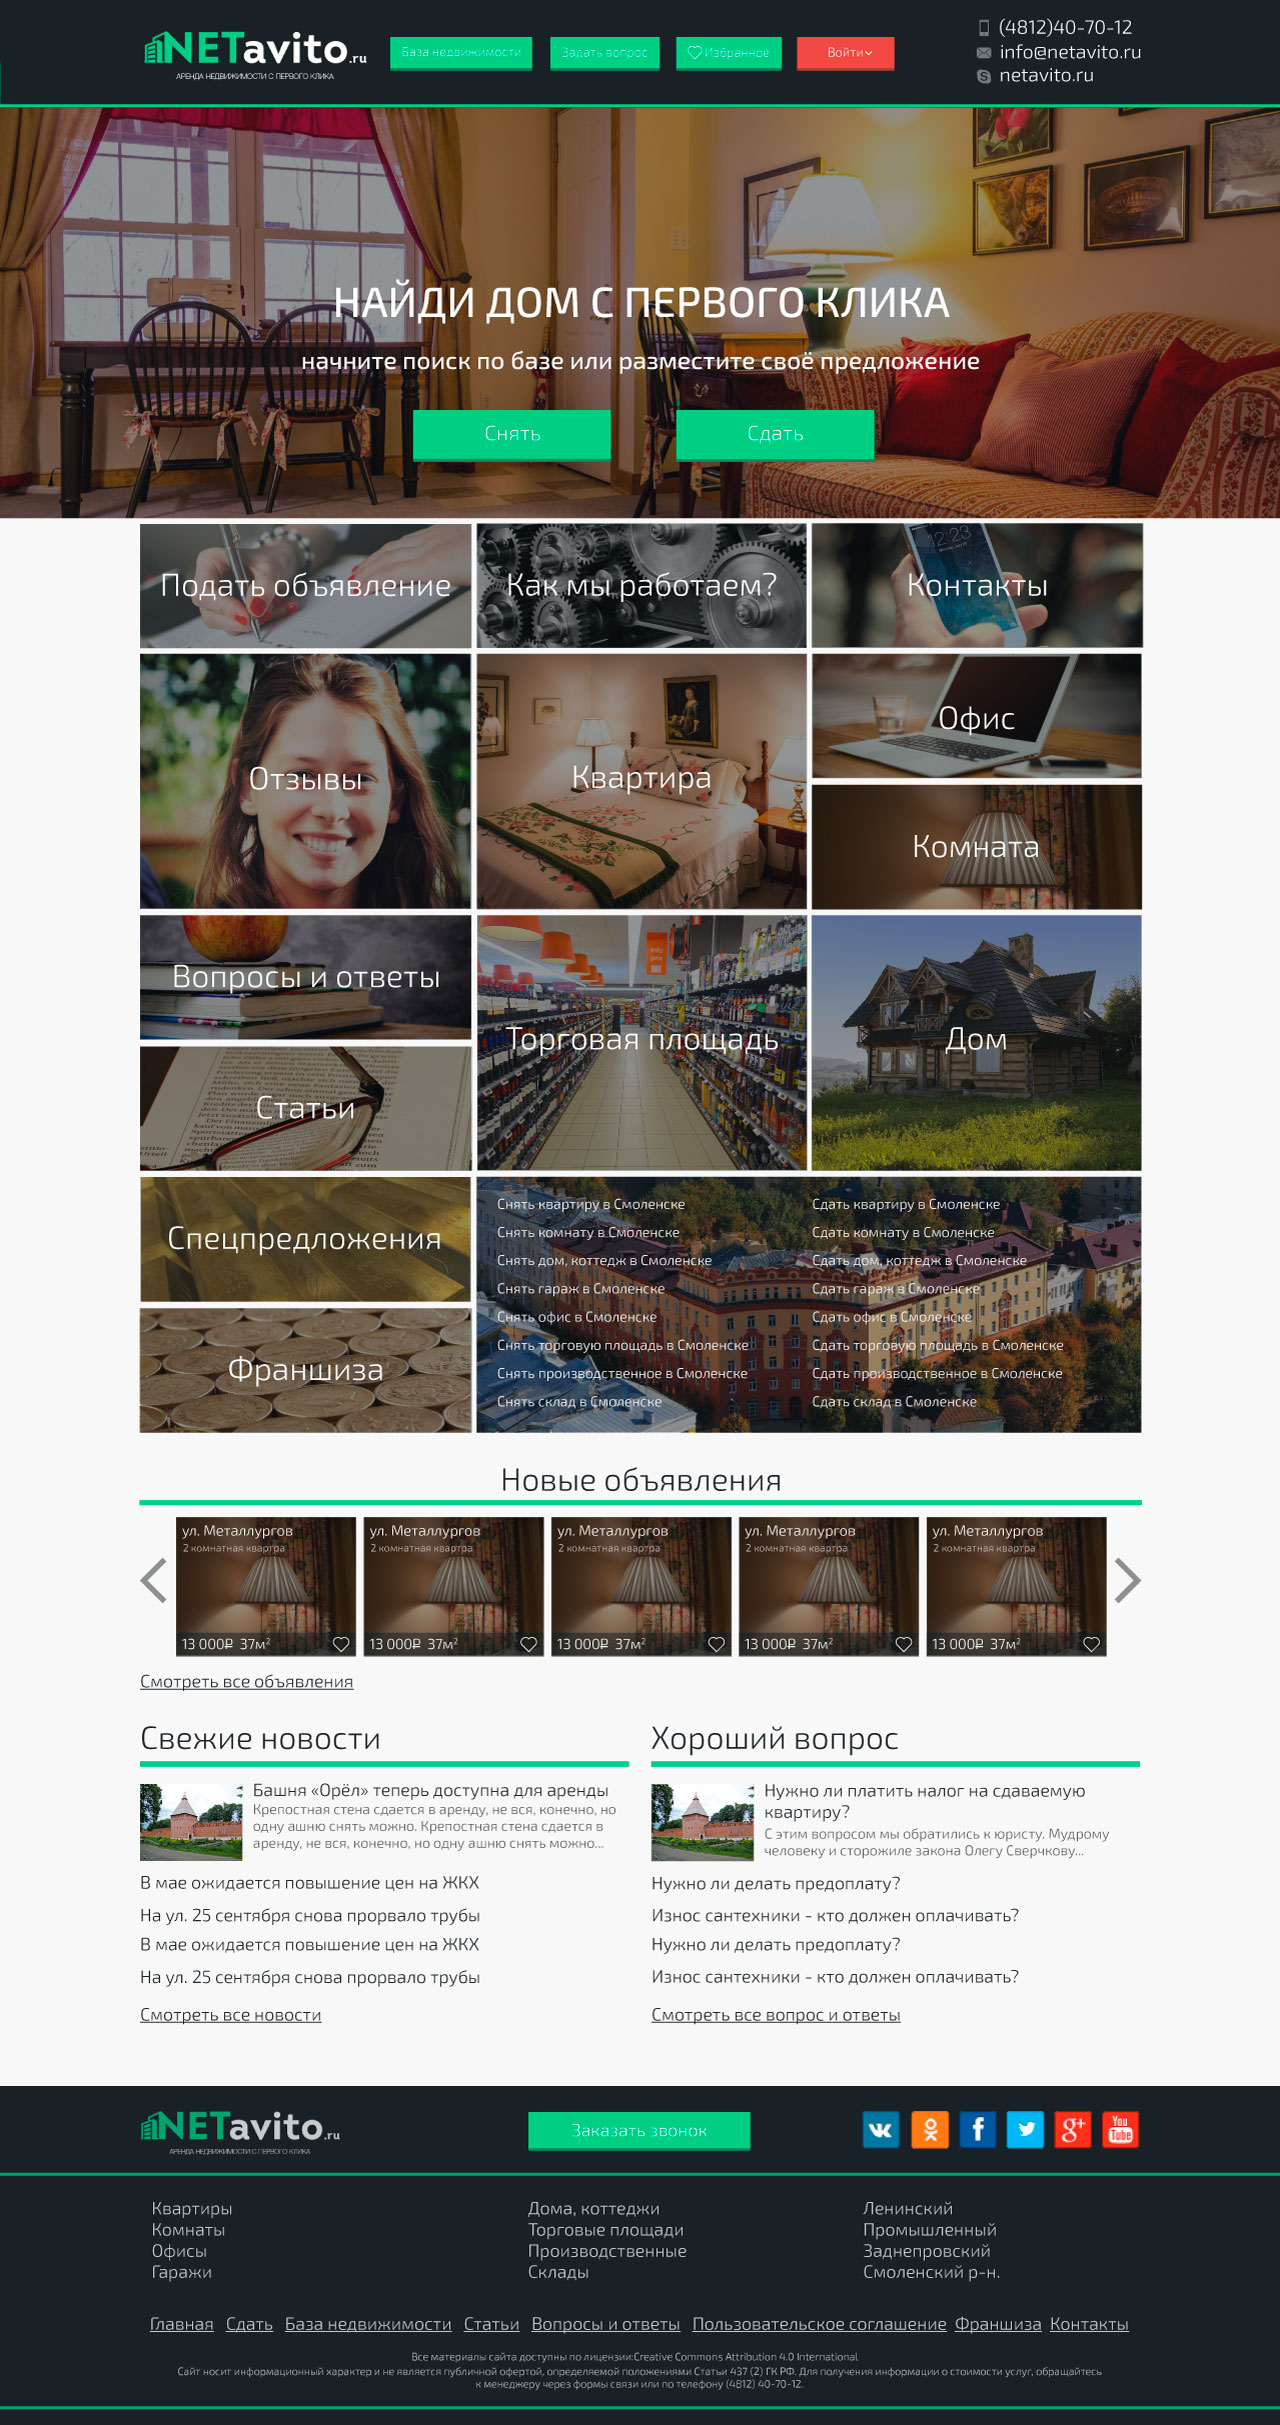 NETavito.ru
АРЕНДА НЕДВИЖИМОСТИ С ПЕРВОГО КЛИКА
База недвижимости
Задать вопрос
Избранное
Войти
(4812)40-70-12
info@netavito.ru
netavito.ru
НАЙДИ ДОМ С ПЕРВОГО КЛИКА
начните поиск по базе или разместите своё предложение
Снять
Сдать
Подать объявление
Как мы работаем?
Контакты
Отзывы
Квартира
Офис
Комната
Вопросы и ответы
Торговая площадь
Дом
Статьи
Спецпредложения
Франшиза
Снять квартиру в Смоленске
Снять комнату в Смоленске
Снять дом, коттедж в Смоленске
Снять гараж в Смоленске
Снять офис в Смоленске
Снять торговую площадь в Смоленске
Снять производственное в Смоленске
Снять склад в Смоленске
Сдать квартиру в Смоленске
Сдать комнату в Смоленске
Сдать дом, коттедж в Смоленске
Сдать гараж в Смоленске
Сдать офис в Смоленске
Сдать торговую площадь в Смоленске
Сдать производственное в Смоленске
Сдать склад в Смоленске
Новые объявления
ул. Металлургов
2 комнатная квартра
13 000₽ 37м²
ул. Металлургов
2 комнатная квартра
13 000₽ 37м²
ул. Металлургов
2 комнатная квартра
13 000₽ 37м²
ул. Металлургов
2 комнатная квартра
13 000₽ 37м²
ул. Металлургов
2 комнатная квартра
13 000₽ 37м²
Смотреть все объявления
Свежие новости
Башня «Орёл» теперь доступна для аренды
Крепостная стена сдается в аренду, не вся, конечно, но
одну ашню снять можно. Крепостная стена сдается в
аренду, не вся, конечно, но одну ашню снять можно...
В мае ожидается повышение цен на ЖКХ
На ул. 25 сентября снова прорвало трубы
В мае ожидается повышение цен на ЖКХ
На ул. 25 сентября снова прорвало трубы
Смотреть все новости
Хороший вопрос
Нужно ли платить налог на сдаваемую
квартиру?
С этим вопросом мы обратились к юристу. Мудрому
человеку и сторожиле закона Олегу Сверчкову...
Нужно ли делать предоплату?
Износ сантехники - кто должен оплачивать?
Нужно ли делать предоплату?
Износ сантехники - кто должен оплачивать?
Смотреть все вопрос и ответы
NETavito.ru
АРЕНДА НЕДВИЖИМОСТИ С ПЕРВОГО КЛИКА
Заказать звонок
You Tube
Квартиры
Комнаты
Офисы
Гаражи
Дома, коттеджи
Торговые площади
Производственные
Склады
Ленинский
Промышленный
Заднепровский
Смоленский р-н.
Главная Сдать База недвижимости Статьи Вопросы и ответы Пользовательское соглашение Франшиза Контакты
Все материалы сайта доступны по лицензии:Creative Commons Attribution 4.0 International
Сайт носит информационный характер и не является публичной офертой, определяемой положениями Статьи 437 (2) ГК РФ. Для получения информации о стоимости услуг, обращайтесь
к менеджеру через формы связи или по телефону (4812) 40-70-12.